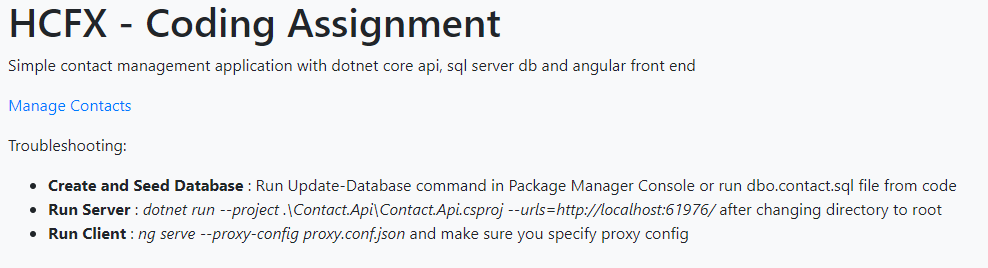 HCFX - Coding Assignment
Simple contact management application with dotnet core api, sql server db and angular front end
Manage Contacts
Troubleshooting:
• Create and Seed Database : Run Update-Database command in Package Manager Console or run dbo.contact.sql file from code
• Run Server : dotnet run --project .\Contact.Api\Contact.Api.csproj --urls=http://localhost:61976/ after changing directory to root
• Run Client : ng serve --proxy-config proxy.conf.json and make sure you specify proxy config